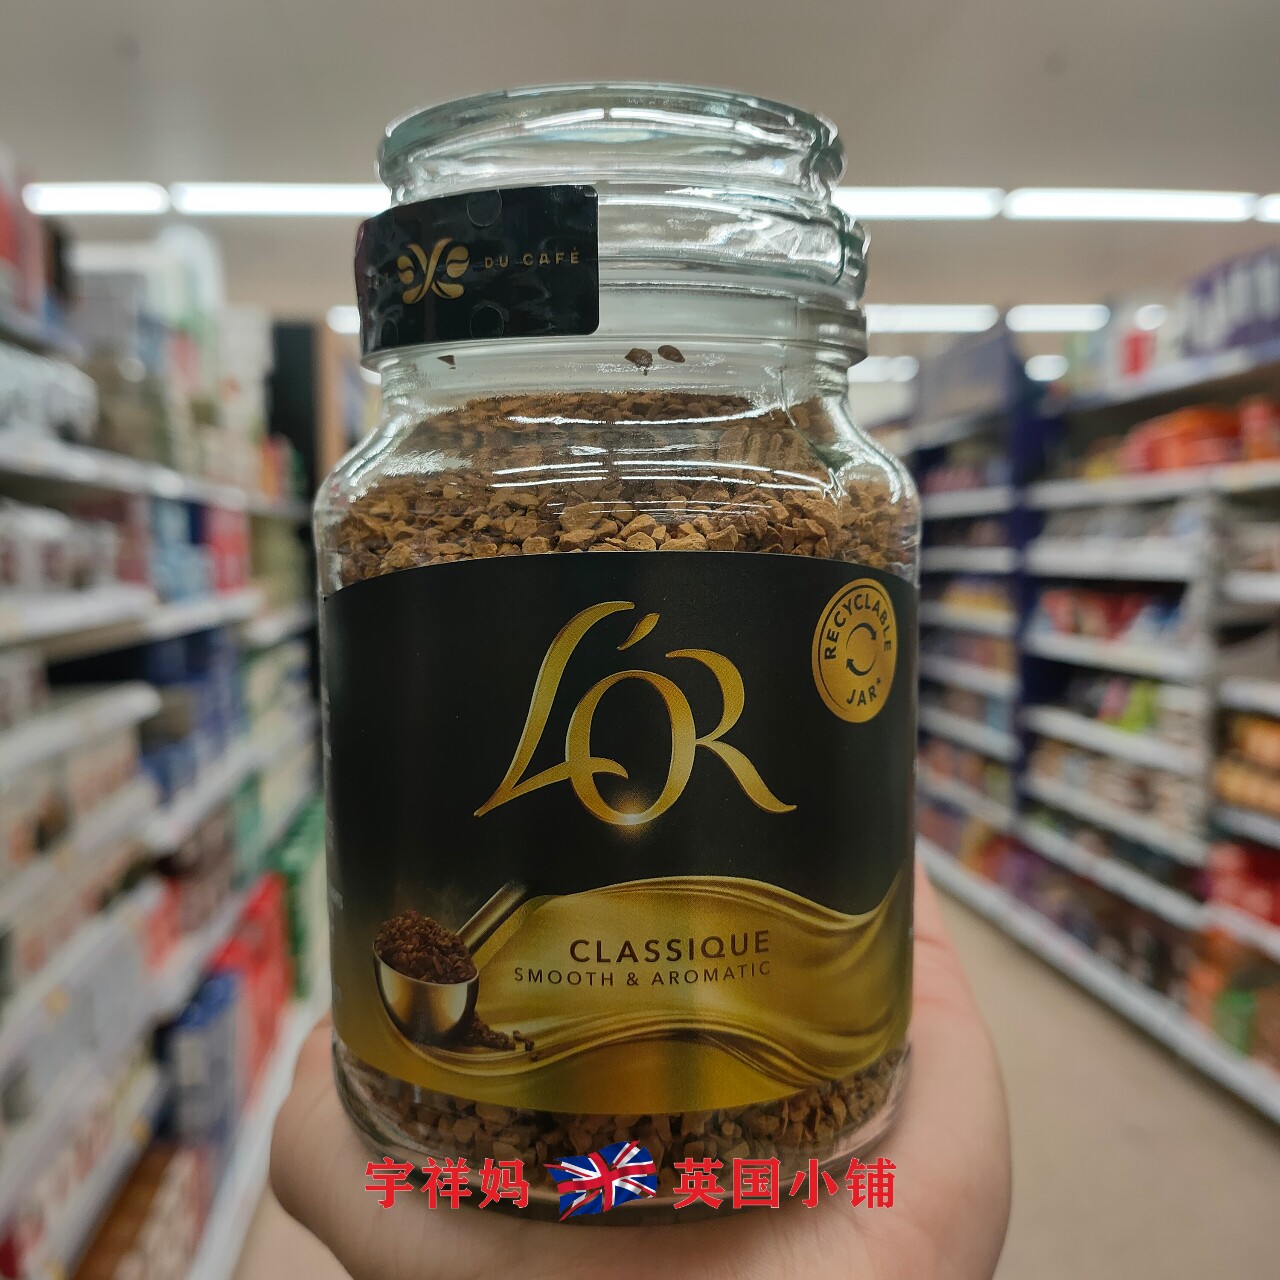 DU CAFÉ
L'OR
RECYCLABLE
JAR*
CLASSIQUE
SMOOTH & AROMATIC
宇祥妈 英国小铺